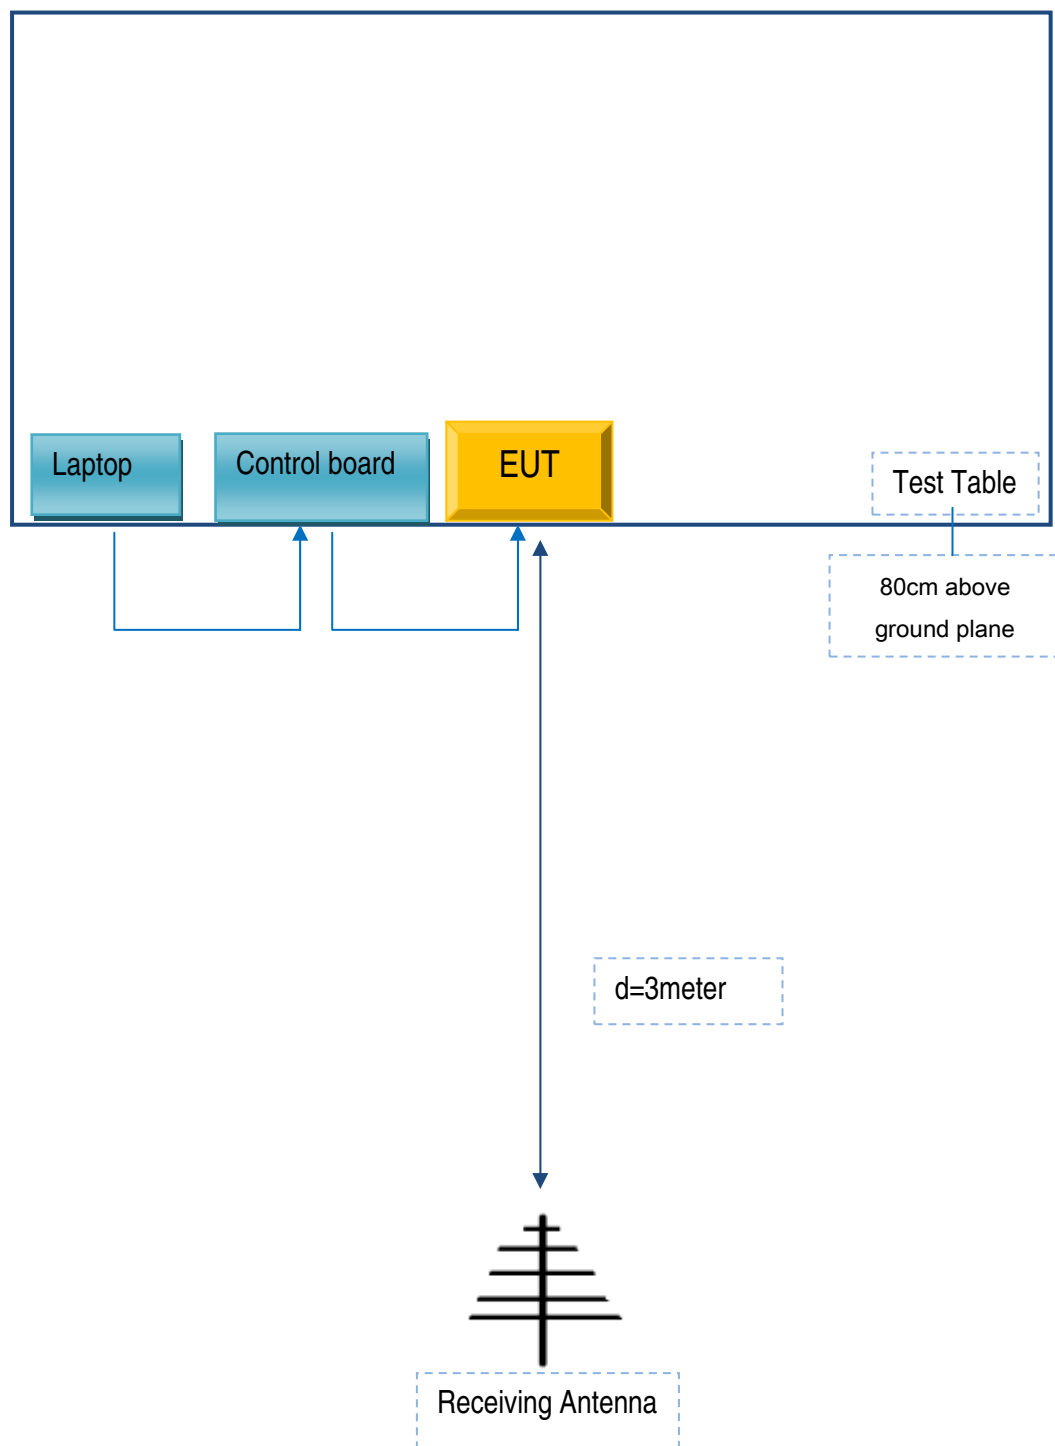 Laptop
Control board
EUT
Test Table
80cm above
ground plane
d=3meter
Receiving Antenna